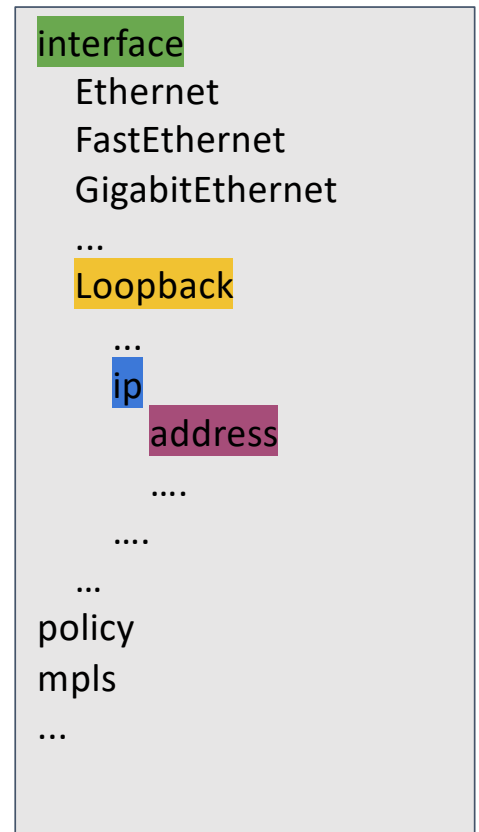 interface
Ethernet
FastEthernet
GigabitEthernet
...
Loopback
...
ip
address
....
....
...
policy
mpls
...